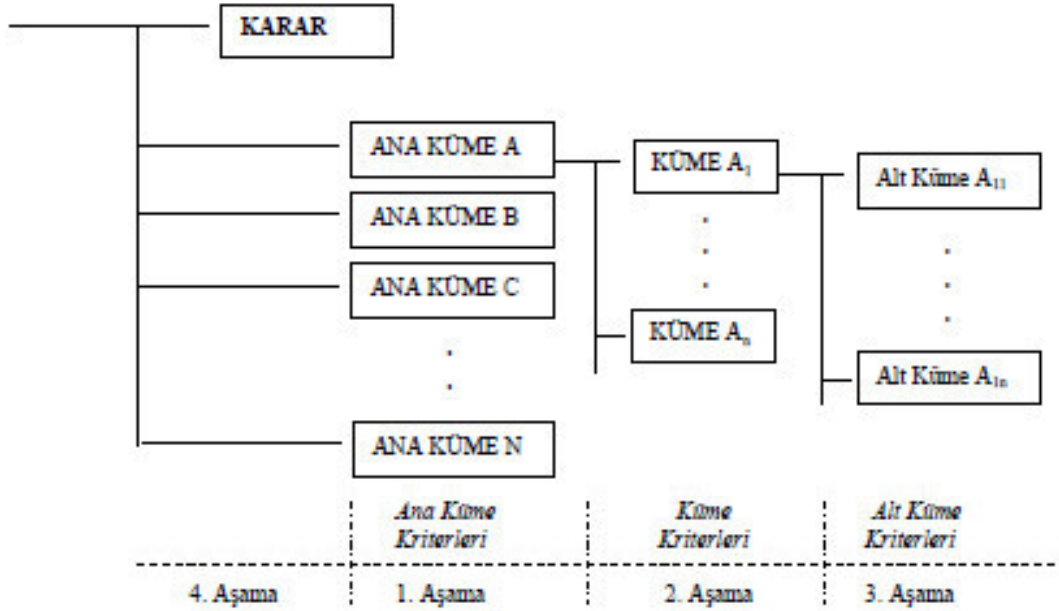 KARAR
ANA KÜME A
KÜME A₁
Alt Küme A₁₁
ANA KÜME B
ANA KÜME C
KÜME Aₙ
Alt Küme A₁ₙ
ANA KÜME N
Ana Küme
Kriterleri
Küme
Kriterleri
Alt Küme
Kriterleri
4. Aşama
1. Aşama
2. Aşama
3. Aşama